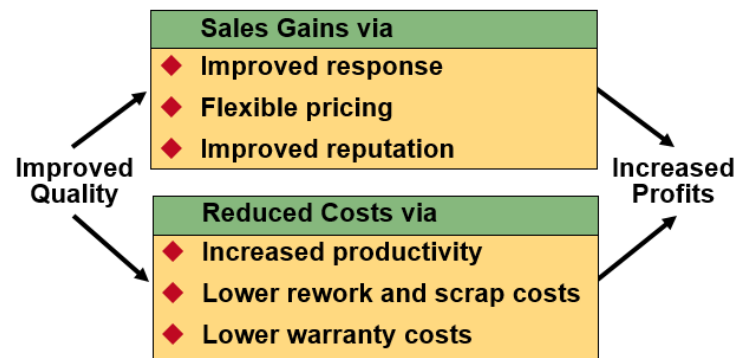 Sales Gains via
Improved response
Flexible pricing
Improved reputation
Improved
Quality
Increased
Profits
Reduced Costs via
Increased productivity
Lower rework and scrap costs
Lower warranty costs